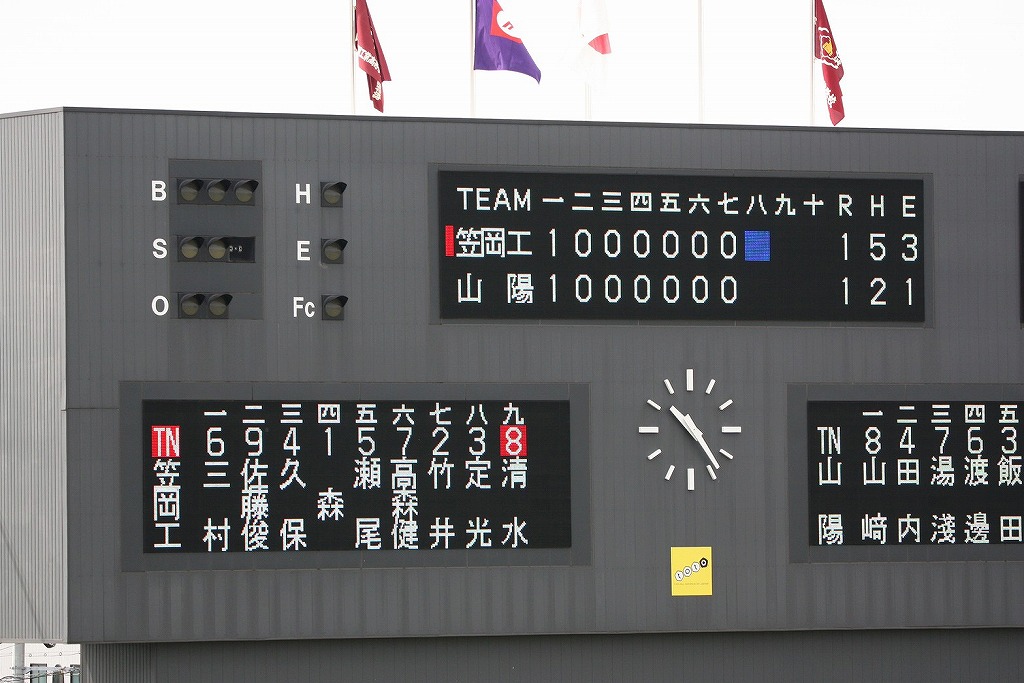 B H
S E
O Fc
TEAM 一 二 三 四 五 六 七 八 九 十 R H E
笠岡工 1 0 0 0 0 0 0 1 5 3
山陽 1 0 0 0 0 0 0 1 2 1
一 二 三 四 五 六 七 八 九
TN 6 9 4 1 5 7 2 3 8
笠岡工 三村 佐藤俊 久保 森 瀬尾 高森健 竹井 定光 清水
一 二 三 四 五
TN 8 4 7 6 3
山陽 山﨑 田内 湯淺 渡邊 飯田
toto